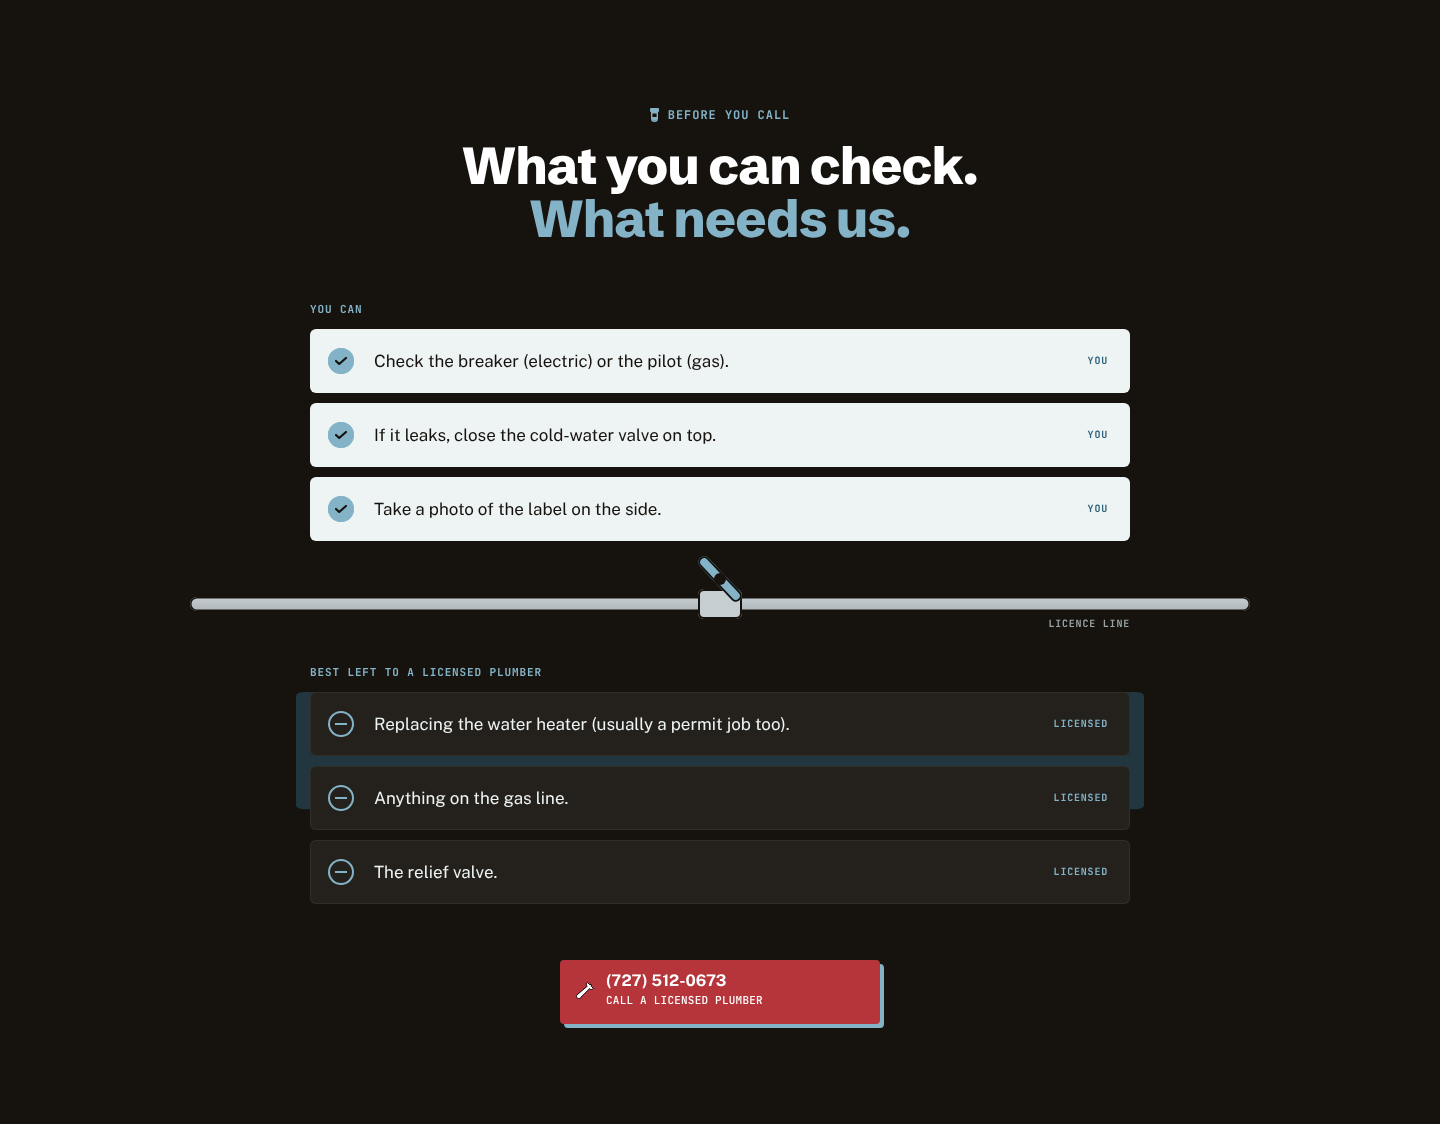 BEFORE YOU CALL
What you can check.
What needs us.
YOU CAN
Check the breaker (electric) or the pilot (gas).
YOU
If it leaks, close the cold-water valve on top.
YOU
Take a photo of the label on the side.
YOU
LICENCE LINE
BEST LEFT TO A LICENSED PLUMBER
Replacing the water heater (usually a permit job too).
LICENSED
Anything on the gas line.
LICENSED
The relief valve.
LICENSED
(727) 512-0673
CALL A LICENSED PLUMBER